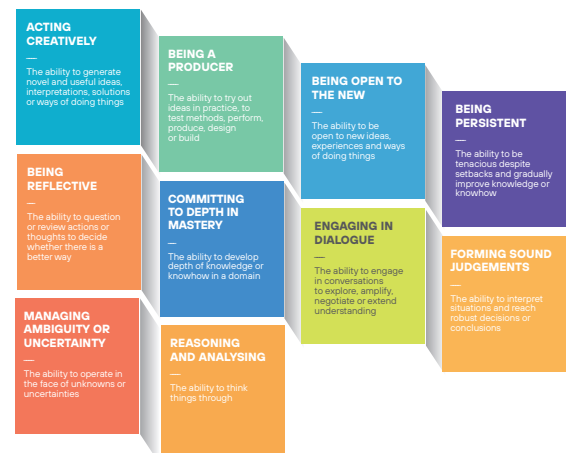 ACTING
CREATIVELY
The ability to generate
novel and useful ideas,
interpretations, solutions
or ways of doing things
BEING A
PRODUCER
The ability to try out
ideas in practice, to
test methods, perform,
produce, design
or build
BEING OPEN TO
THE NEW
The ability to be
open to new ideas,
experiences and ways
of doing things
BEING
PERSISTENT
The ability to be
tenacious despite
setbacks and gradually
improve knowledge or
knowhow
BEING
REFLECTIVE
The ability to question
or review actions or
thoughts to decide
whether there is a
better way
COMMITTING
TO DEPTH IN
MASTERY
The ability to develop
depth of knowledge or
knowhow in a domain
ENGAGING IN
DIALOGUE
The ability to engage
in conversations
to explore, amplify,
negotiate or extend
understanding
FORMING SOUND
JUDGEMENTS
The ability to interpret
situations and reach
robust decisions or
conclusions
MANAGING
AMBIGUITY OR
UNCERTAINTY
The ability to operate in
the face of unknowns or
uncertainties
REASONING
AND ANALYSING
The ability to think
things through